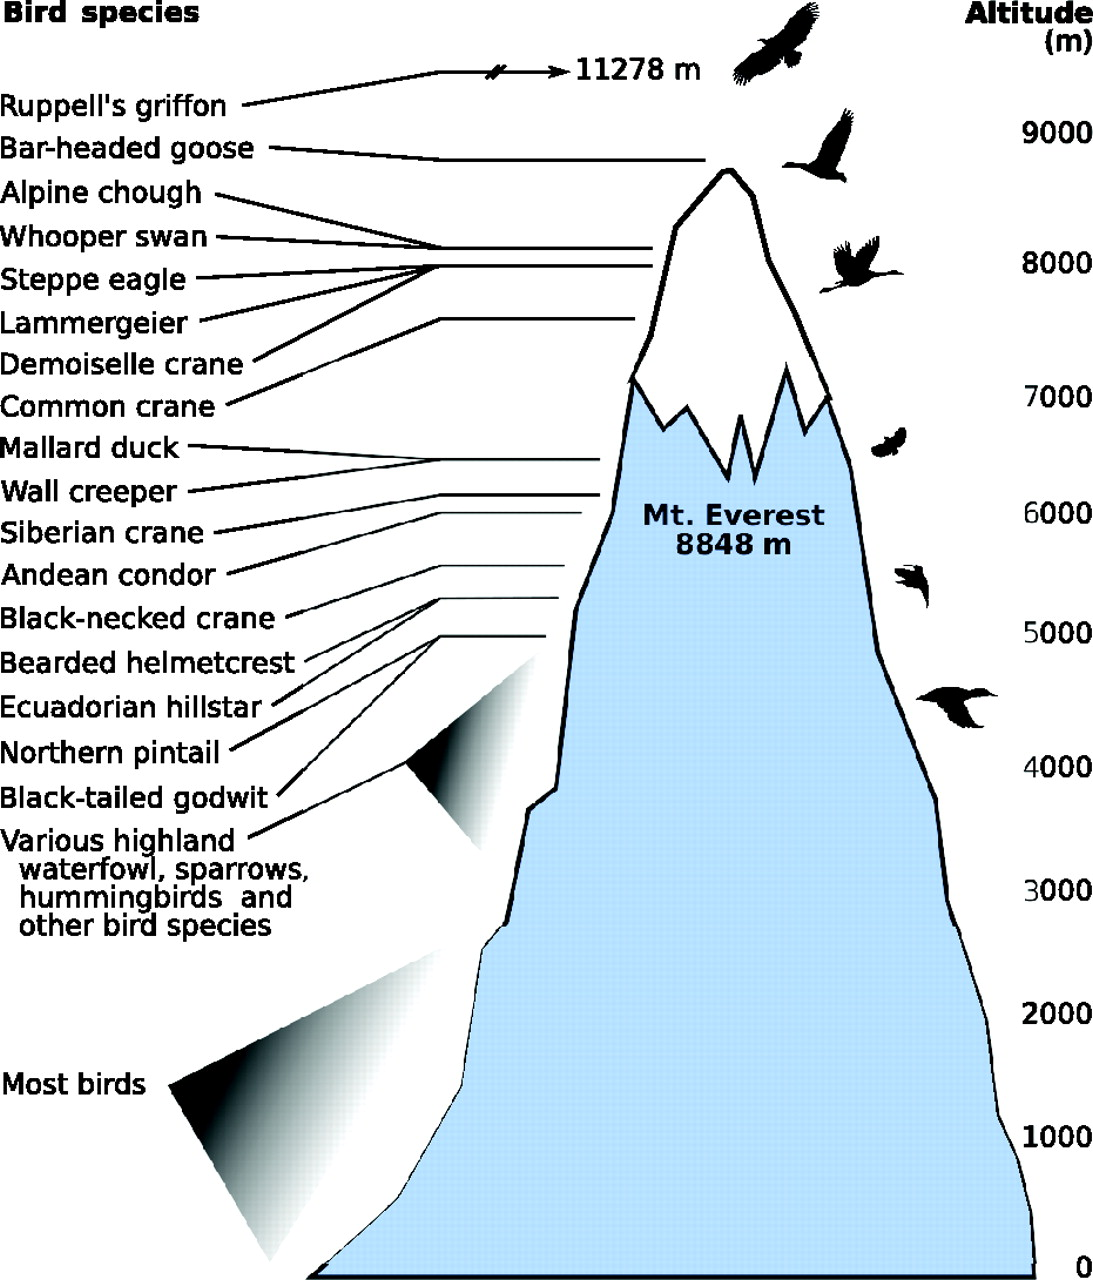 Bird species
Altitude
(m)
11278 m
Ruppell's griffon
9000
Bar-headed goose
Alpine chough
Whooper swan
8000
Steppe eagle
Lammergeier
Demoiselle crane
7000
Common crane
Mallard duck
Wall creeper
6000
Mt. Everest
8848 m
Siberian crane
Andean condor
Black-necked crane
5000
Bearded helmetcrest
Ecuadorian hillstar
Northern pintail
4000
Black-tailed godwit
Various highland
waterfowl, sparrows,
hummingbirds and
other bird species
3000
2000
Most birds
1000
0